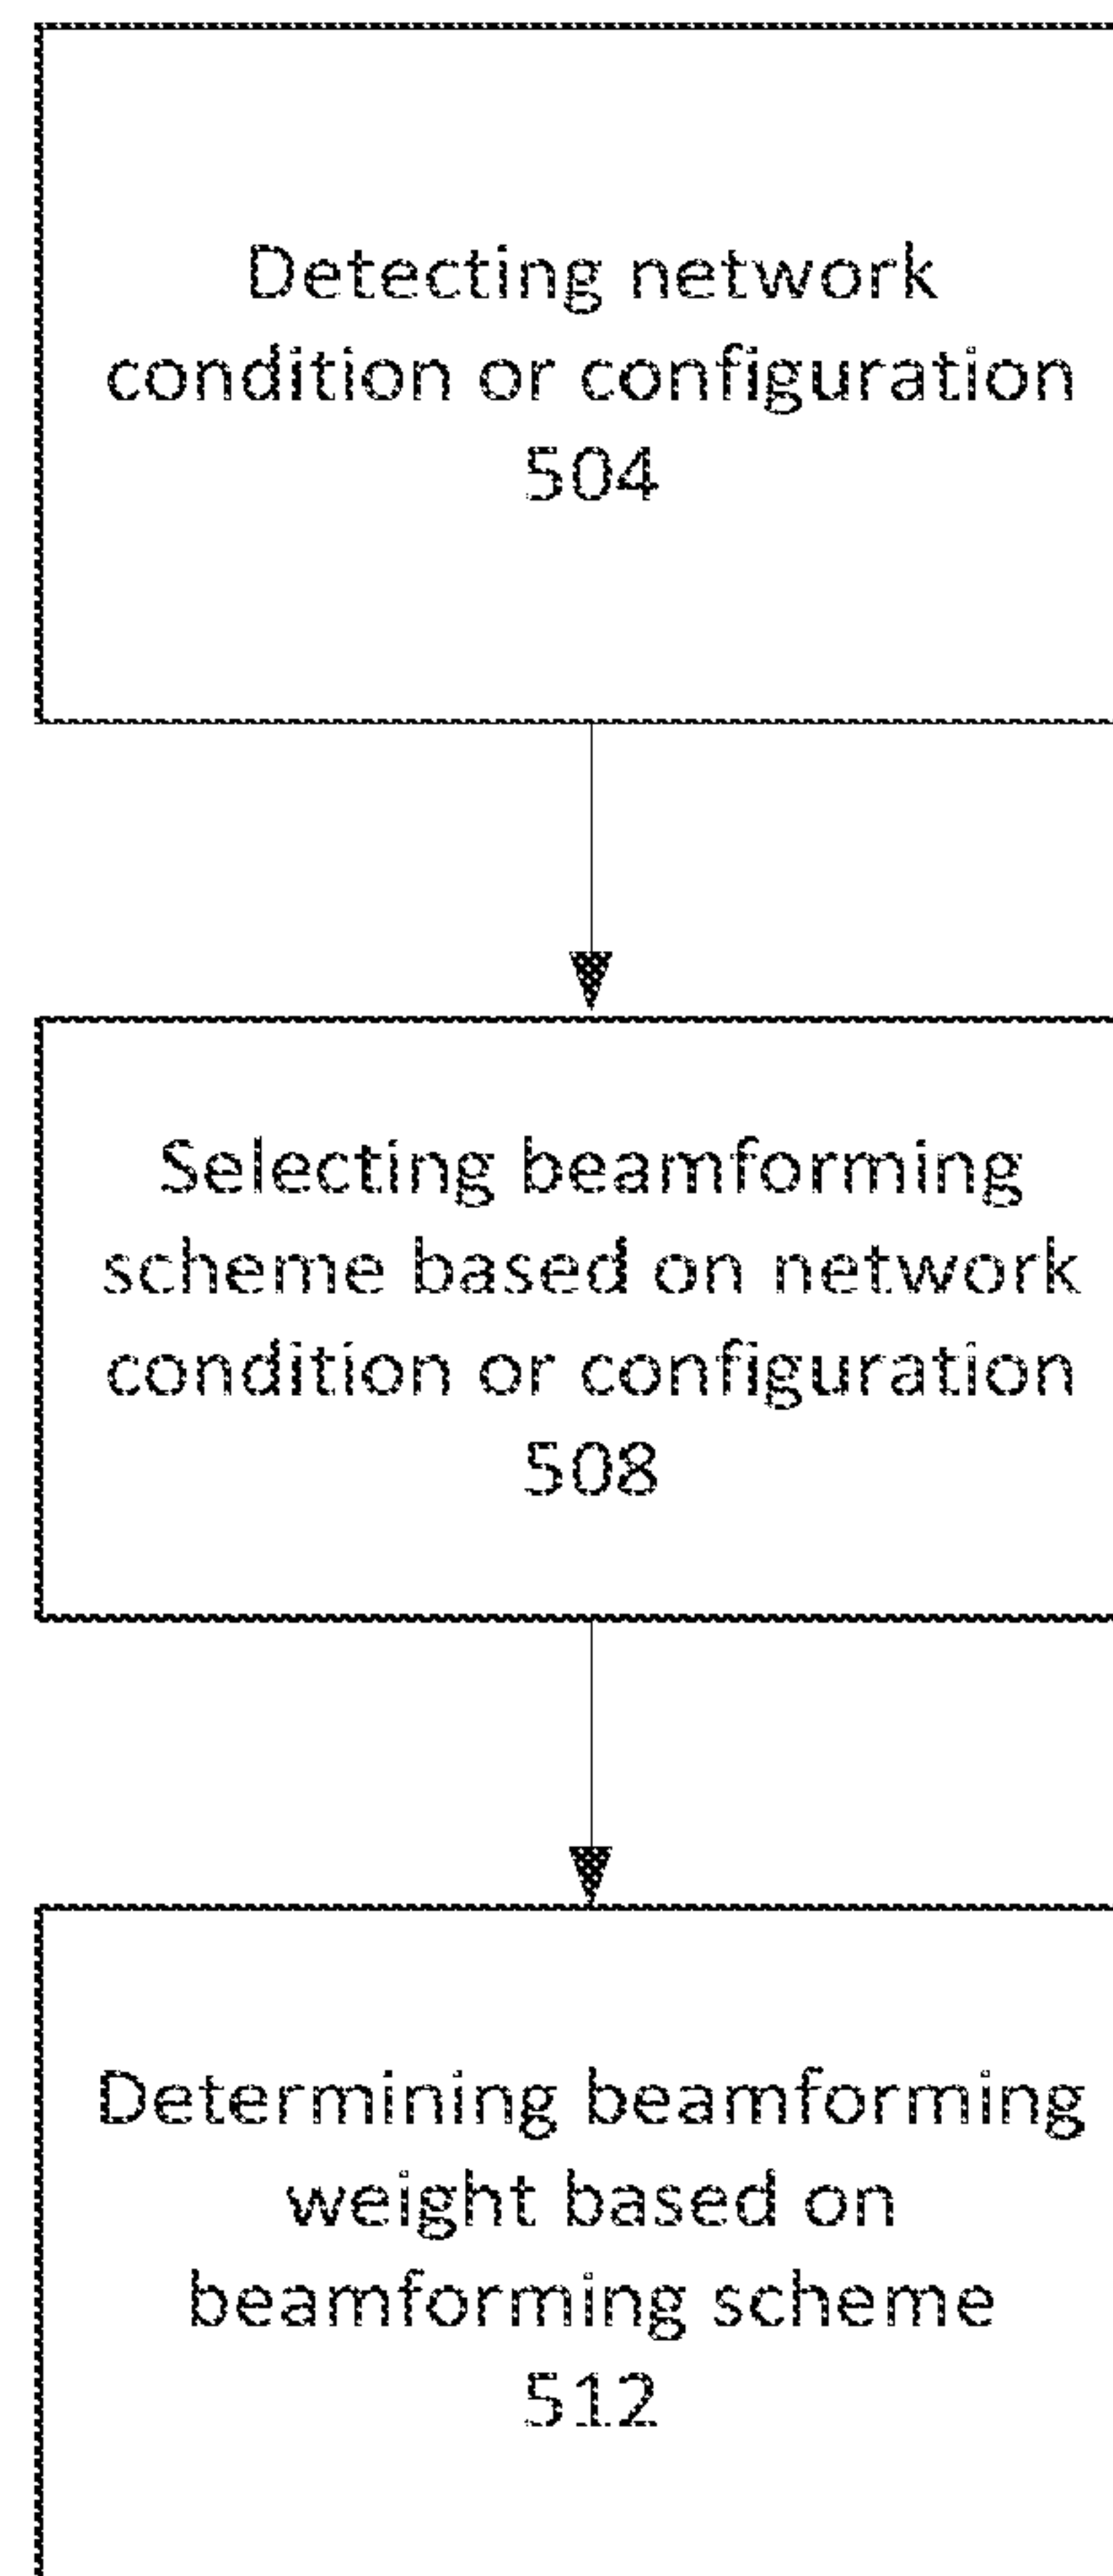 Detecting network
condition or configuration
504
Selecting beamforming
scheme based on network
condition or configuration
508
Determining beamforming
weight based on
beamforming scheme
512